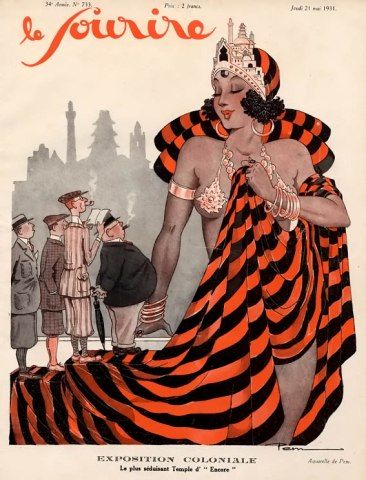 34e Année. N° 733.
Prix : 2 francs.
Jeudi 21 mai 1931.
le Sourire
Pem
EXPOSITION COLONIALE
Aquarelle de Pem.
Le plus séduisant Temple d' " Encore "